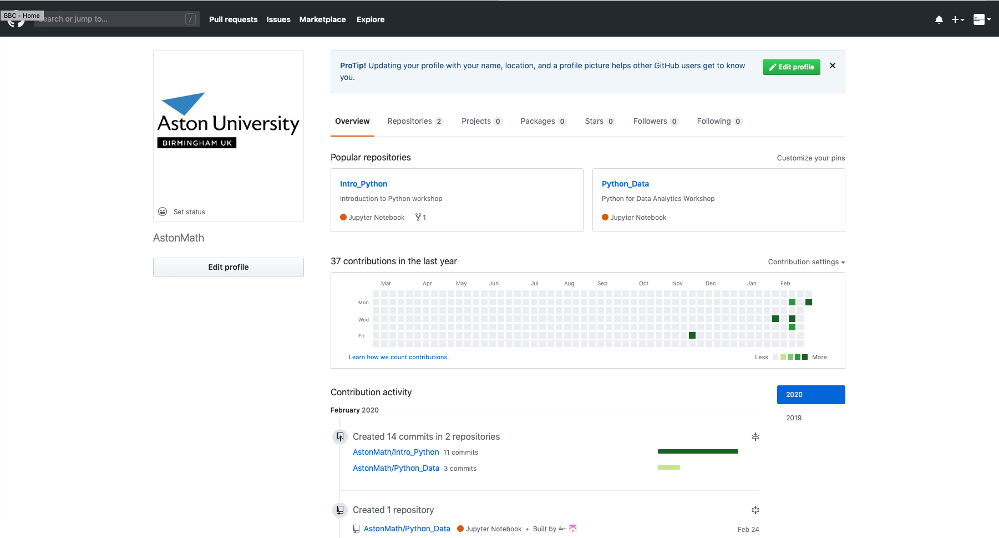 BBC - Home
Search or jump to...
/
Pull requests
Issues
Marketplace
Explore
Aston University
BIRMINGHAM UK
Set status
AstonMath
Edit profile
ProTip! Updating your profile with your name, location, and a profile picture helps other GitHub users get to know
you.
Edit profile
Overview
Repositories 2
Projects 0
Packages 0
Stars 0
Followers 0
Following 0
Popular repositories
Customize your pins
Intro_Python
Introduction to Python workshop
Jupyter Notebook
1
Python_Data
Python for Data Analytics Workshop
Jupyter Notebook
37 contributions in the last year
Contribution settings
Mar Apr May Jun Jul Aug Sep Oct Nov Dec Jan Feb
Mon
Wed
Fri
Learn how we count contributions.
Less
More
Contribution activity
2020
2019
February 2020
Created 14 commits in 2 repositories
AstonMath/Intro_Python 11 commits
AstonMath/Python_Data 3 commits
Created 1 repository
AstonMath/Python_Data Jupyter Notebook • Built by
Feb 24